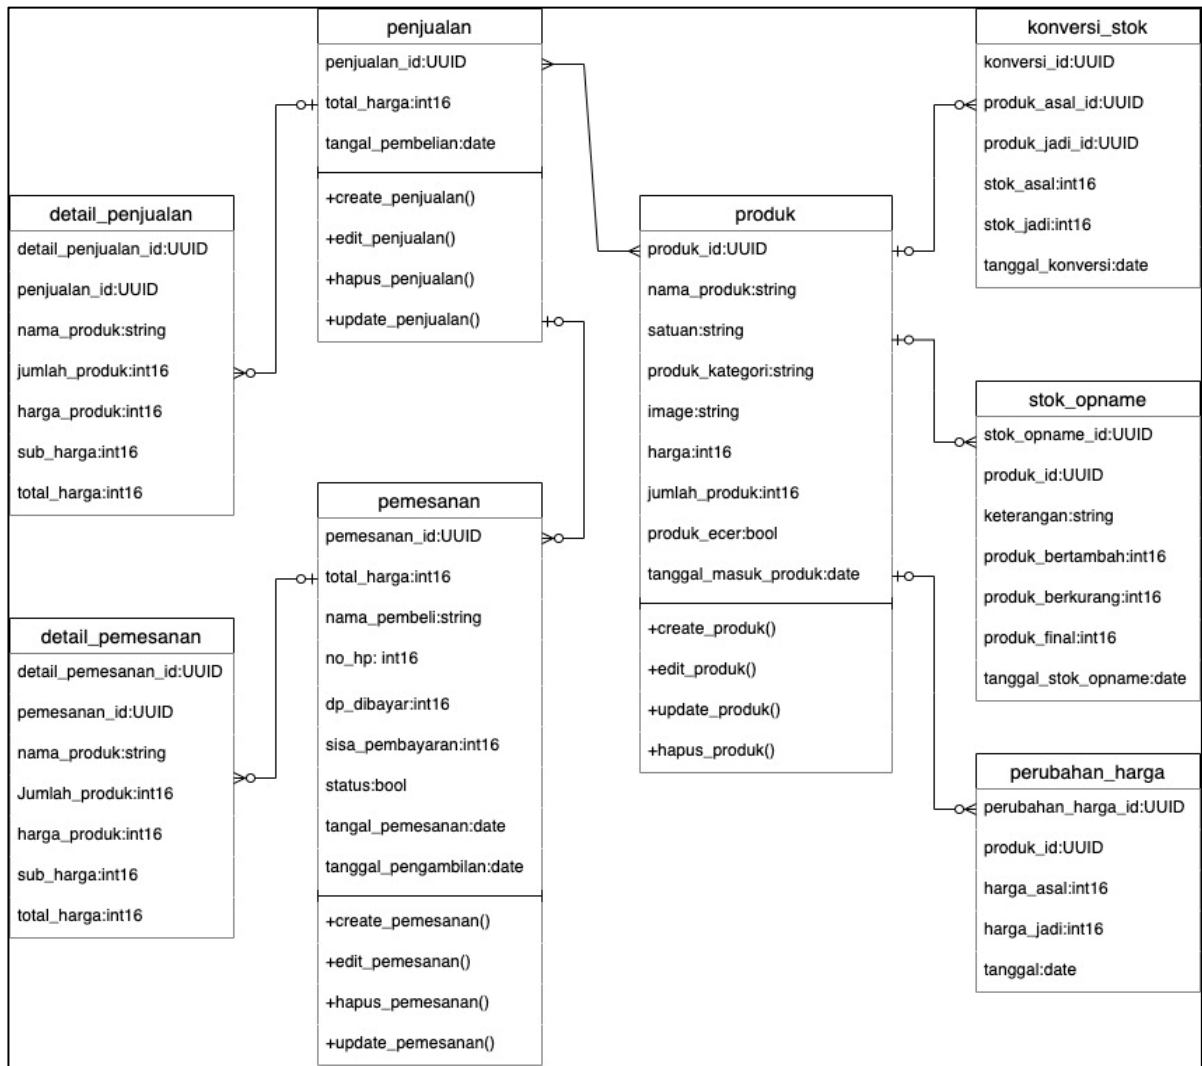 penjualan
penjualan_id:UUID
total_harga:int16
tangal_pembelian:date
+create_penjualan()
+edit_penjualan()
+hapus_penjualan()
+update_penjualan()
detail_penjualan
detail_penjualan_id:UUID
penjualan_id:UUID
nama_produk:string
jumlah_produk:int16
harga_produk:int16
sub_harga:int16
total_harga:int16
pemesanan
pemesanan_id:UUID
total_harga:int16
nama_pembeli:string
no_hp: int16
dp_dibayar:int16
sisa_pembayaran:int16
status:bool
tangal_pemesanan:date
tanggal_pengambilan:date
+create_pemesanan()
+edit_pemesanan()
+hapus_pemesanan()
+update_pemesanan()
detail_pemesanan
detail_pemesanan_id:UUID
pemesanan_id:UUID
nama_produk:string
Jumlah_produk:int16
harga_produk:int16
sub_harga:int16
total_harga:int16
produk
produk_id:UUID
nama_produk:string
satuan:string
produk_kategori:string
image:string
harga:int16
jumlah_produk:int16
produk_ecer:bool
tanggal_masuk_produk:date
+create_produk()
+edit_produk()
+update_produk()
+hapus_produk()
konversi_stok
konversi_id:UUID
produk_asal_id:UUID
produk_jadi_id:UUID
stok_asal:int16
stok_jadi:int16
tanggal_konversi:date
stok_opname
stok_opname_id:UUID
produk_id:UUID
keterangan:string
produk_bertambah:int16
produk_berkurang:int16
produk_final:int16
tanggal_stok_opname:date
perubahan_harga
perubahan_harga_id:UUID
produk_id:UUID
harga_asal:int16
harga_jadi:int16
tanggal:date